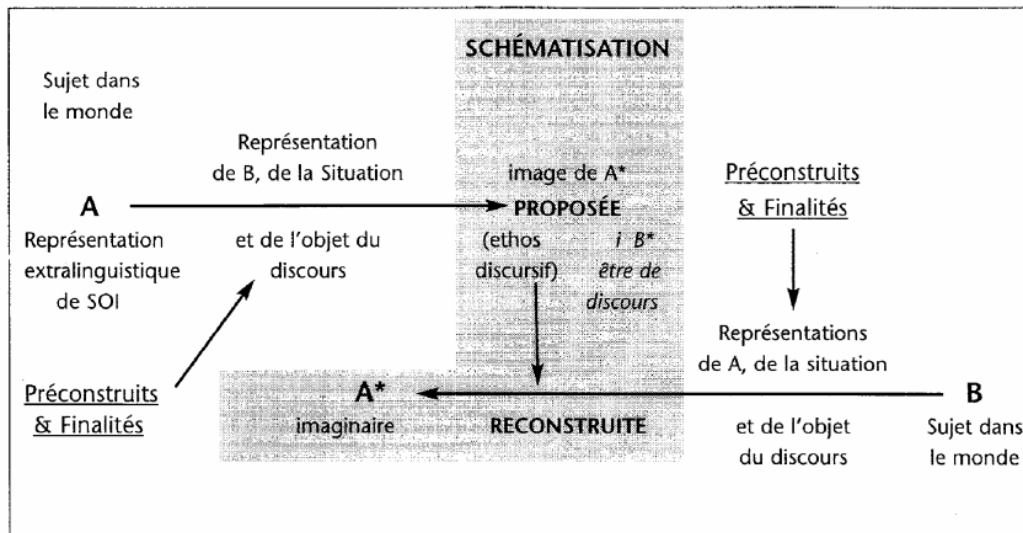 SCHÉMATISATION
Sujet dans
le monde
Représentation
de B, de la Situation
A
Représentation
extralinguistique
de SOI
et de l'objet du
discours
Préconstruits
& Finalités
image de A*
PROPOSÉE
(ethos
discursif)
i B*
être de
discours
Préconstruits
& Finalités
Représentations
de A, de la situation
A*
imaginaire
RECONSTRUITE
B
et de l'objet
du discours
Sujet dans
le monde